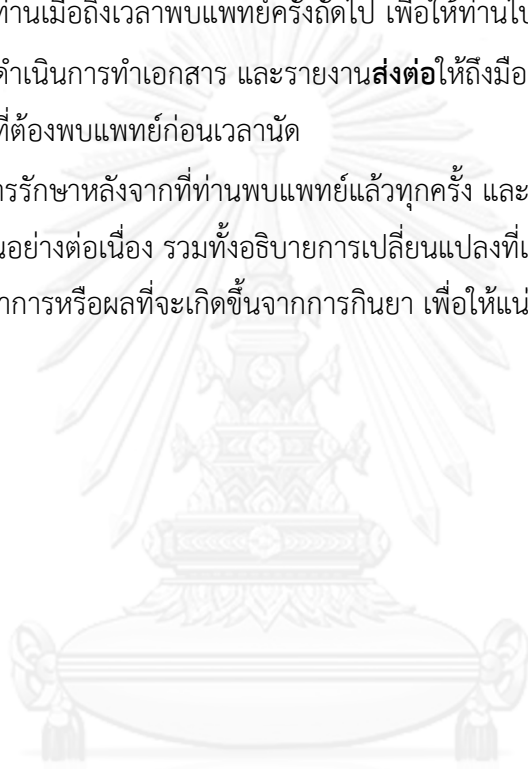 ท่านเมื่อถึงเวลาพบแพทย์ครั้งถัดไป เพื่อให้ท่านไป
ดำเนินการทำเอกสาร และรายงานส่งต่อให้ถึงมือ
ที่ต้องพบแพทย์ก่อนเวลานัด
ารรักษาหลังจากที่ท่านพบแพทย์แล้วทุกครั้ง และ
นอย่างต่อเนื่อง รวมทั้งอธิบายการเปลี่ยนแปลงที่เ
าการหรือผลที่จะเกิดขึ้นจากการกินยา เพื่อให้แน่